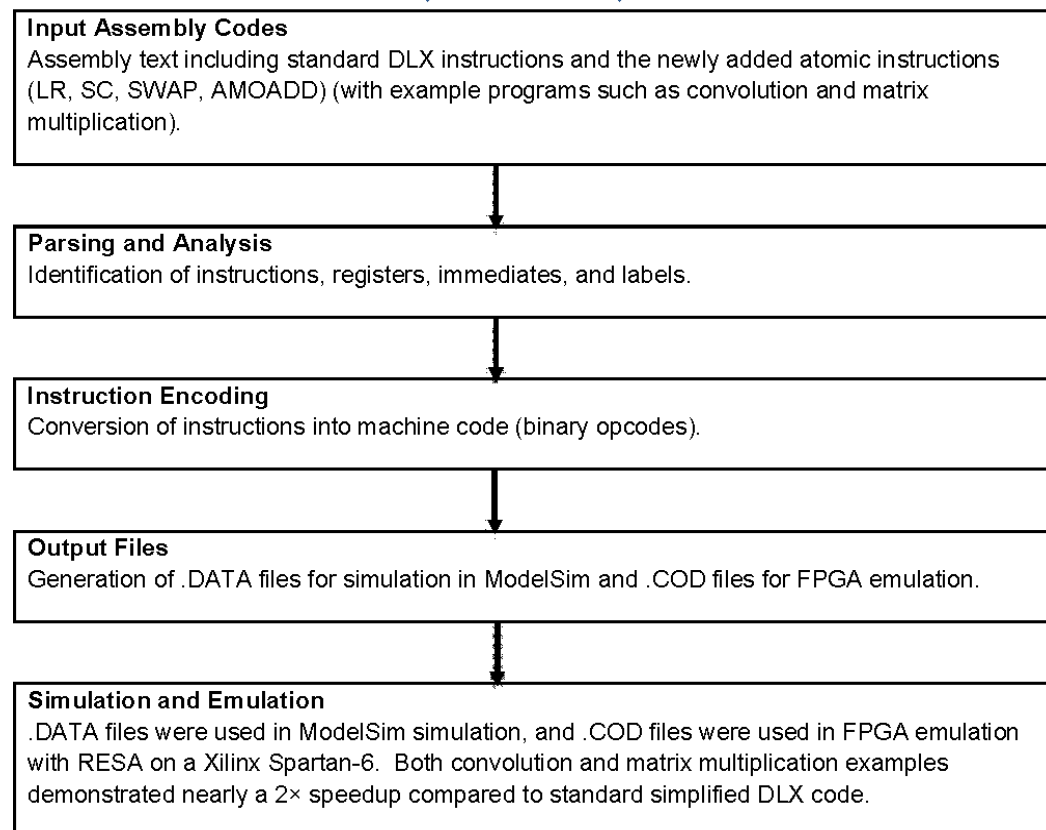 Input Assembly Codes
Assembly text including standard DLX instructions and the newly added atomic instructions
(LR, SC, SWAP, AMOADD) (with example programs such as convolution and matrix
multiplication).
Parsing and Analysis
Identification of instructions, registers, immediates, and labels.
Instruction Encoding
Conversion of instructions into machine code (binary opcodes).
Output Files
Generation of .DATA files for simulation in ModelSim and .COD files for FPGA emulation.
Simulation and Emulation
.DATA files were used in ModelSim simulation, and .COD files were used in FPGA emulation
with RESA on a Xilinx Spartan-6. Both convolution and matrix multiplication examples
demonstrated nearly a 2× speedup compared to standard simplified DLX code.